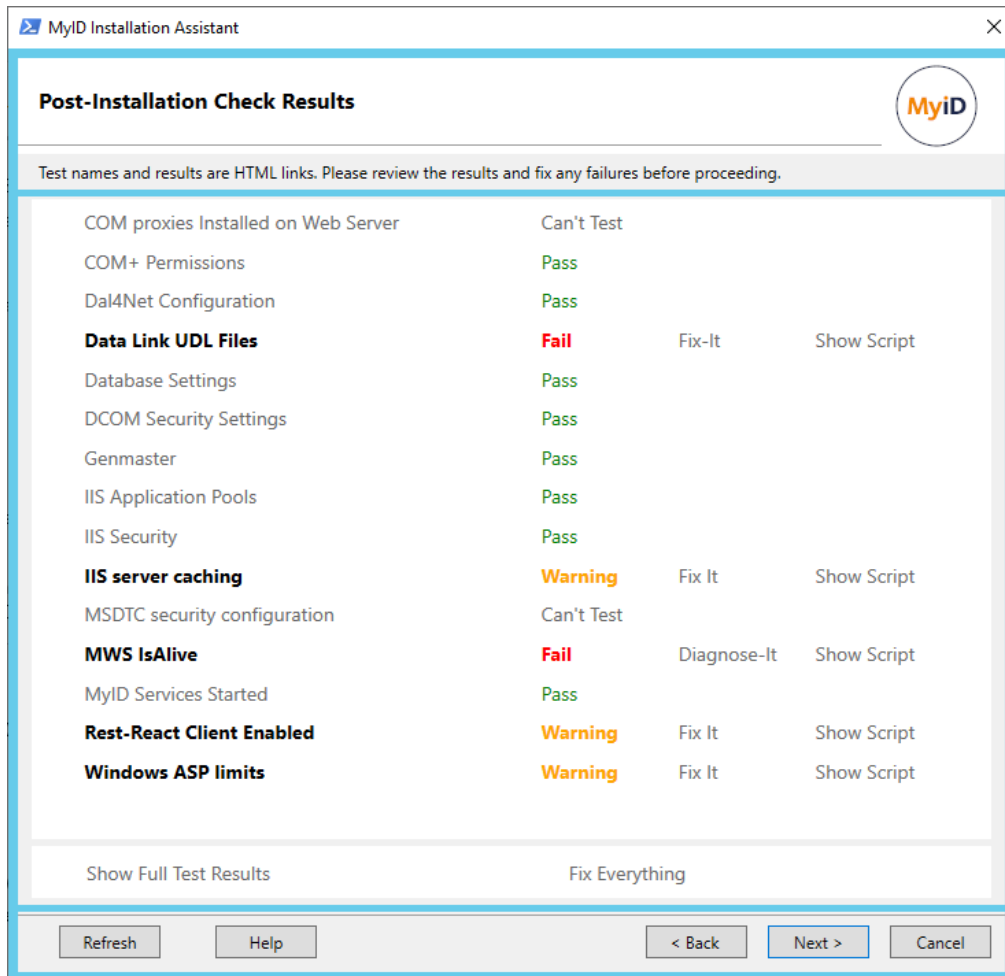 MyID Installation Assistant
Post-Installation Check Results
MyiD
Test names and results are HTML links. Please review the results and fix any failures before proceeding.
COM proxies Installed on Web Server Can't Test
COM+ Permissions Pass
Dal4Net Configuration Pass
Data Link UDL Files Fail Fix-It Show Script
Database Settings Pass
DCOM Security Settings Pass
Genmaster Pass
IIS Application Pools Pass
IIS Security Pass
IIS server caching Warning Fix It Show Script
MSDTC security configuration Can't Test
MWS IsAlive Fail Diagnose-It Show Script
MyID Services Started Pass
Rest-React Client Enabled Warning Fix It Show Script
Windows ASP limits Warning Fix It Show Script
Show Full Test Results Fix Everything
Refresh Help < Back Next > Cancel